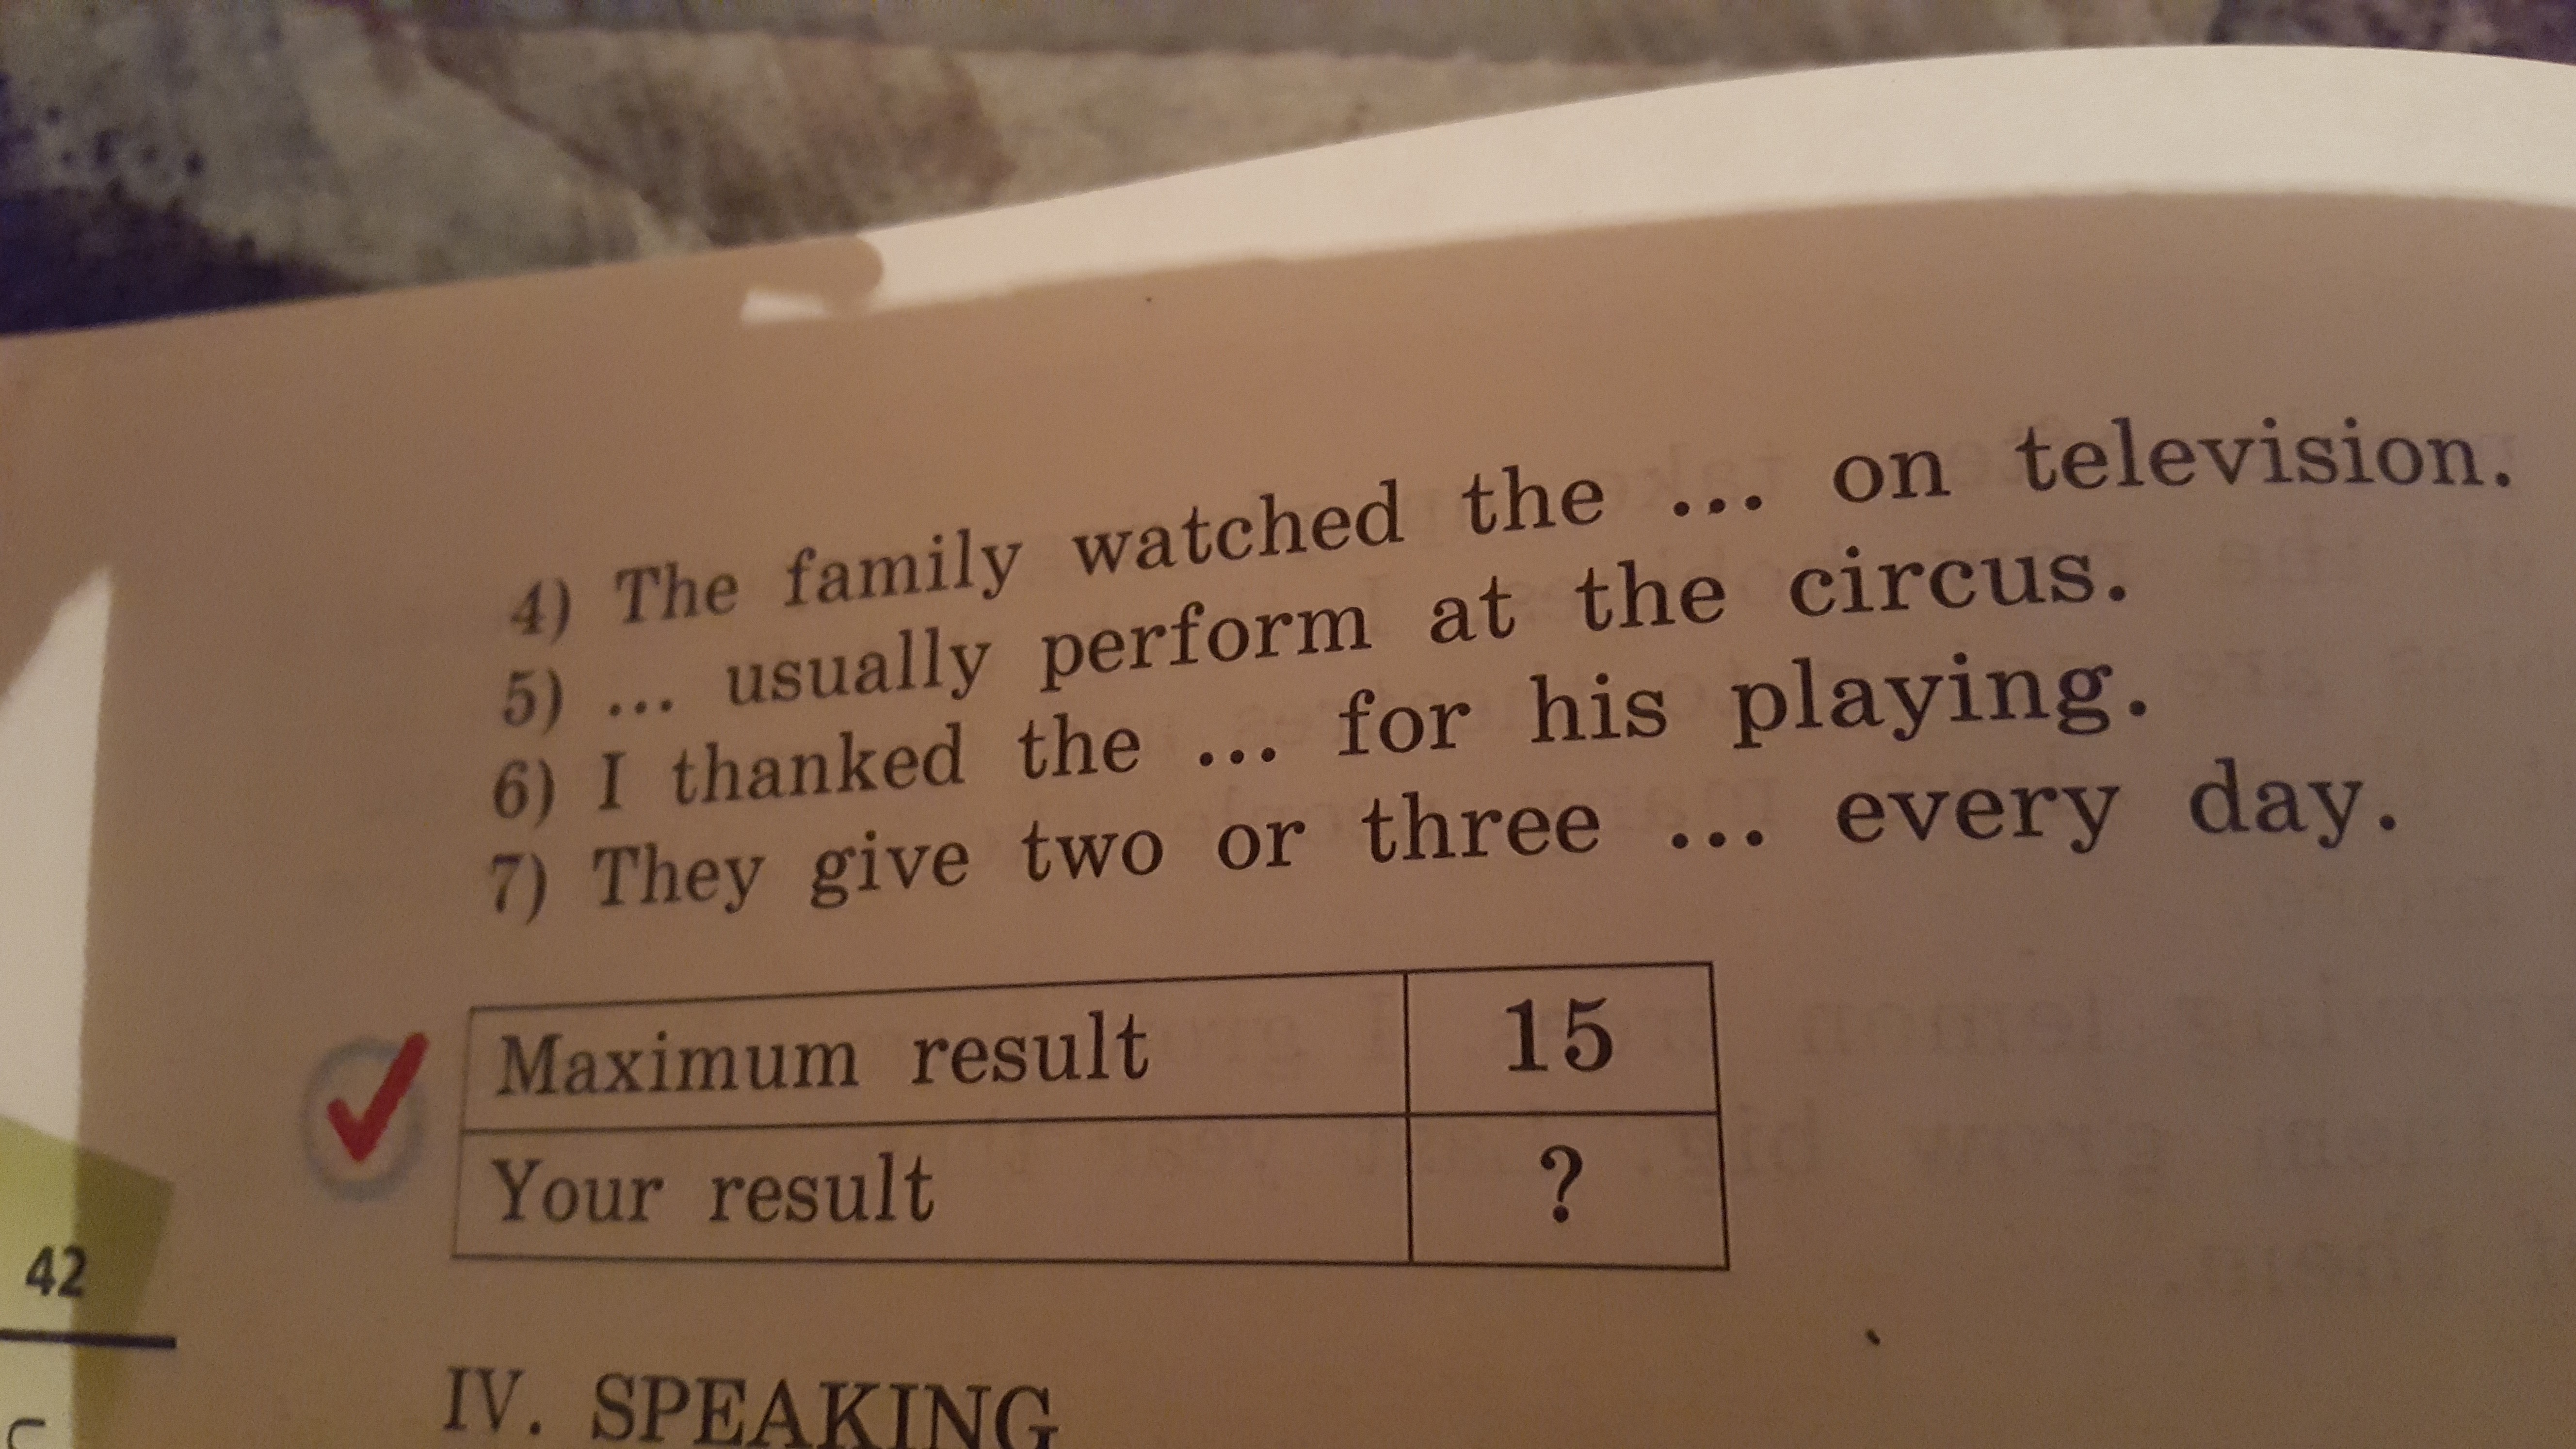 4) The family watched the ... on television.
5) ... usually perform at the circus.
6) I thanked the ... for his playing.
7) They give two or three ... every day.
Maximum result 15
Your result ?
42
IV. SPEAKING